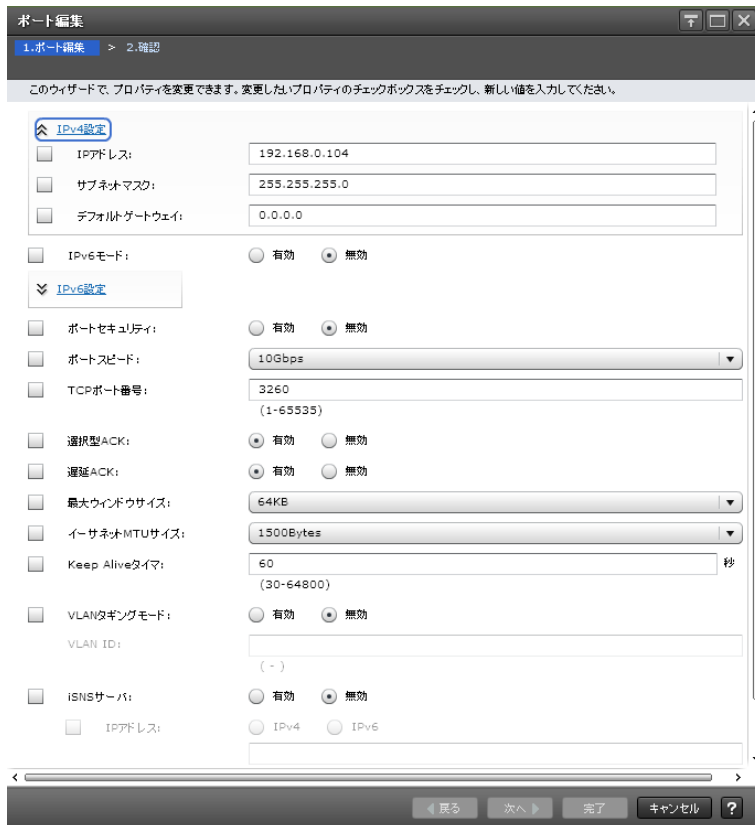 ポート編集
1.ポート編集 > 2.確認
このウィザードで、プロパティを変更できます。変更したいプロパティのチェックボックスをチェックし、新しい値を入力してください。
IPv4設定
IPアドレス: 192.168.0.104
サブネットマスク: 255.255.255.0
デフォルトゲートウェイ: 0.0.0.0
IPv6モード: 有効 無効
IPv6設定
ポートセキュリティ: 有効 無効
ポートスピード: 10Gbps
TCPポート番号: 3260
(1-65535)
選択型ACK: 有効 無効
遅延ACK: 有効 無効
最大ウィンドウサイズ: 64KB
イーサネットMTUサイズ: 1500Bytes
Keep Aliveタイマ: 60 秒
(30-64800)
VLANタギングモード: 有効 無効
VLAN ID:
( - )
iSNSサーバ: 有効 無効
IPアドレス: IPv4 IPv6
戻る 次へ 完了 キャンセル ?